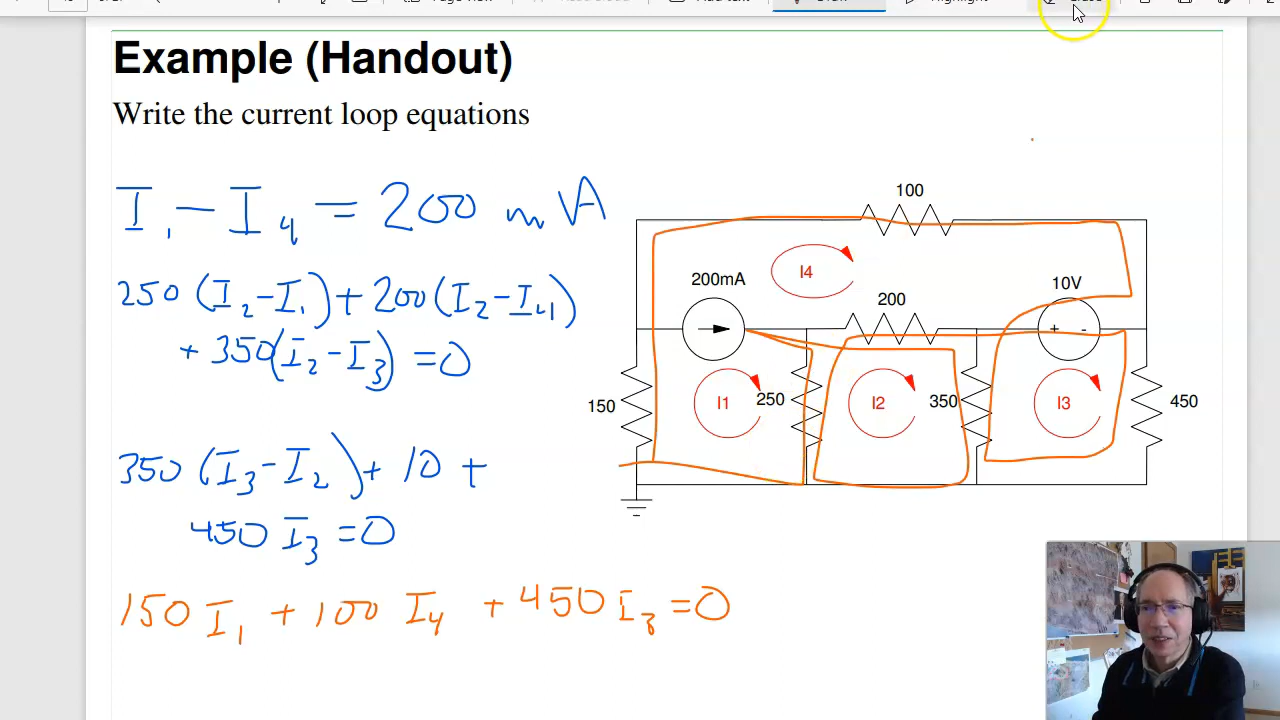 Example (Handout)
Write the current loop equations
I1 - I4 = 200 mA
250 (I2 - I1) + 200 (I2 - I4)
+ 350 (I2 - I3) = 0
350 (I3 - I2) + 10 +
450 I3 = 0
150 I1 + 100 I4 + 450 I3 = 0
100
I4
200mA
200
10V
+ -
150
I1
250
I2
350
I3
450